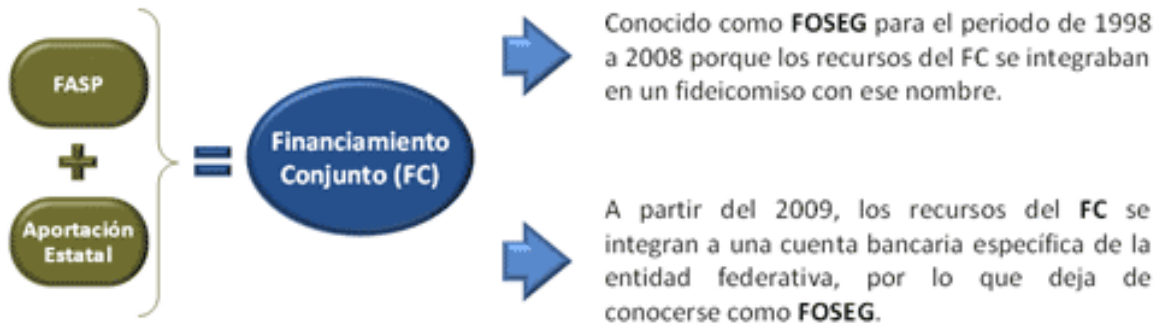 FASP
+
Aportación
Estatal
=
Financiamiento
Conjunto (FC)
Conocido como FOSEG para el periodo de 1998
a 2008 porque los recursos del FC se integraban
en un fideicomiso con ese nombre.
A partir del 2009, los recursos del FC se
integran a una cuenta bancaria específica de la
entidad federativa, por lo que deja de
conocerse como FOSEG.